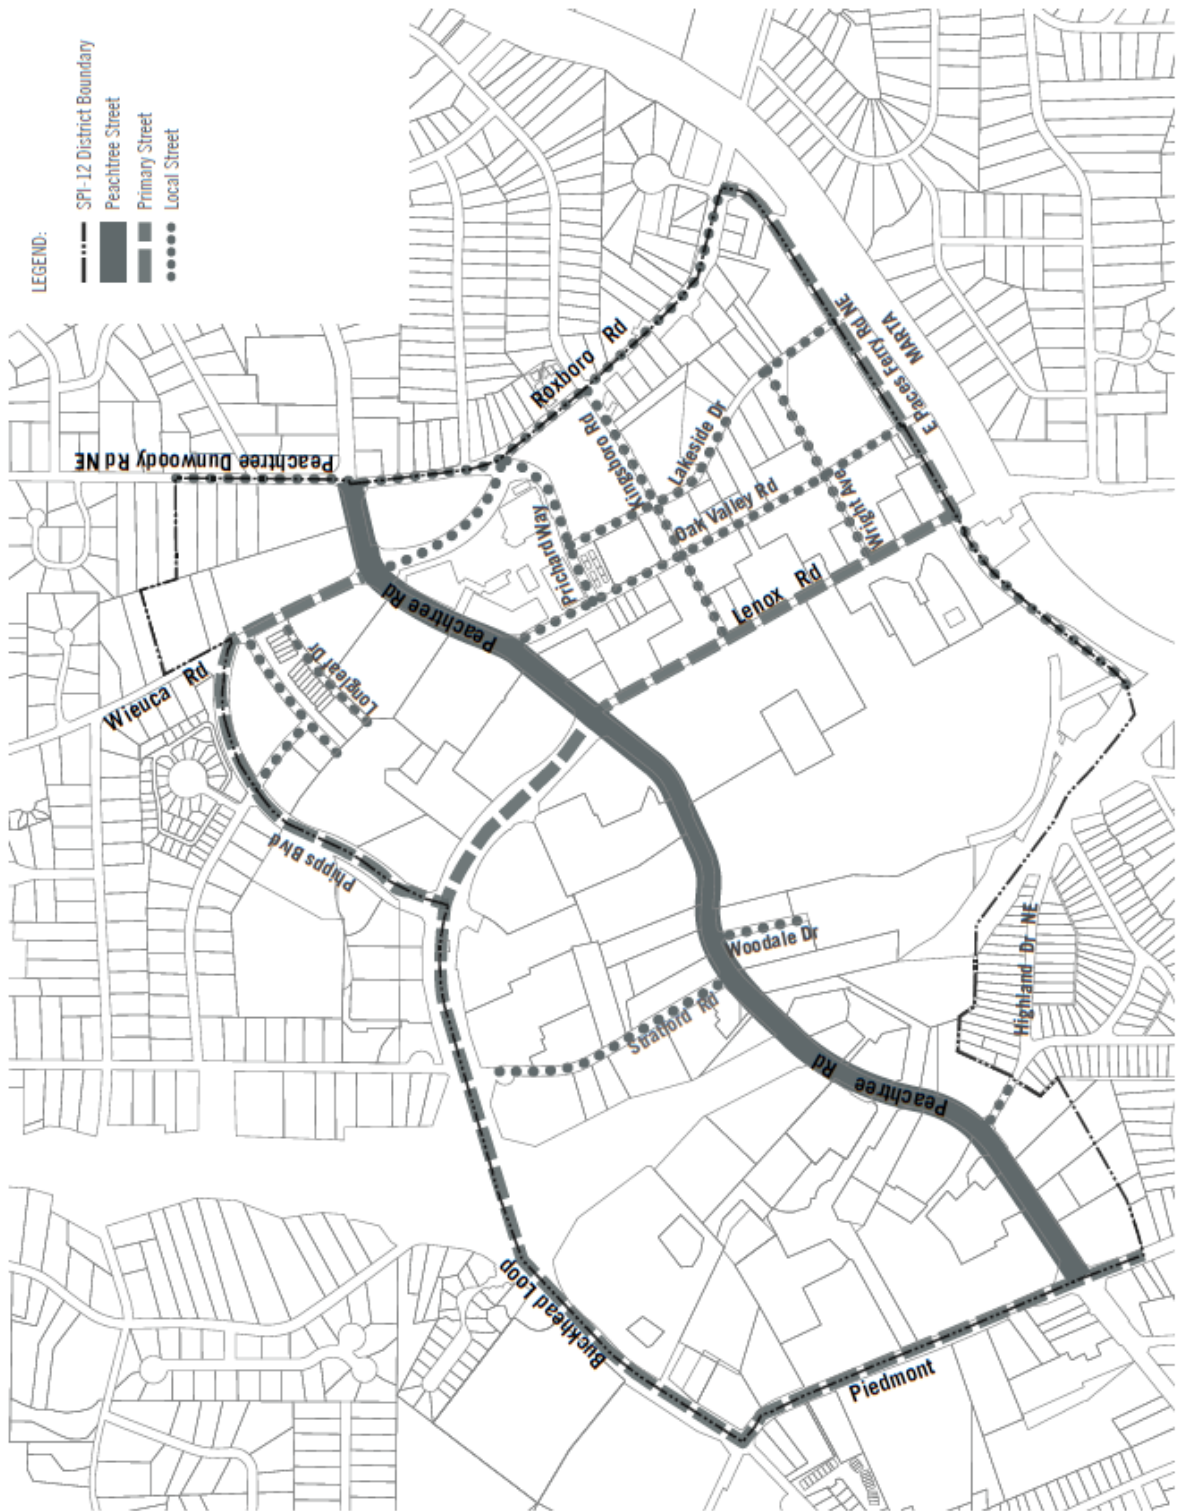 LEGEND:
SPI-12 District Boundary
Peachtree Street
Primary Street
Local Street
Peachtree Dunwoody Rd NE
Roxboro Rd
Wieuca Rd
Longleaf Dr
Phipps Blvd
Peachtree Rd
Prichard Way
Kingsboro Rd
Lakeside Dr
Oak Valley Rd
Wright Ave
Lenox Rd
E Paces Ferry Rd NE
MARTA
Woodale Dr
Stratford Rd
Highland Dr NE
Peachtree Rd
Buckhead Loop
Piedmont